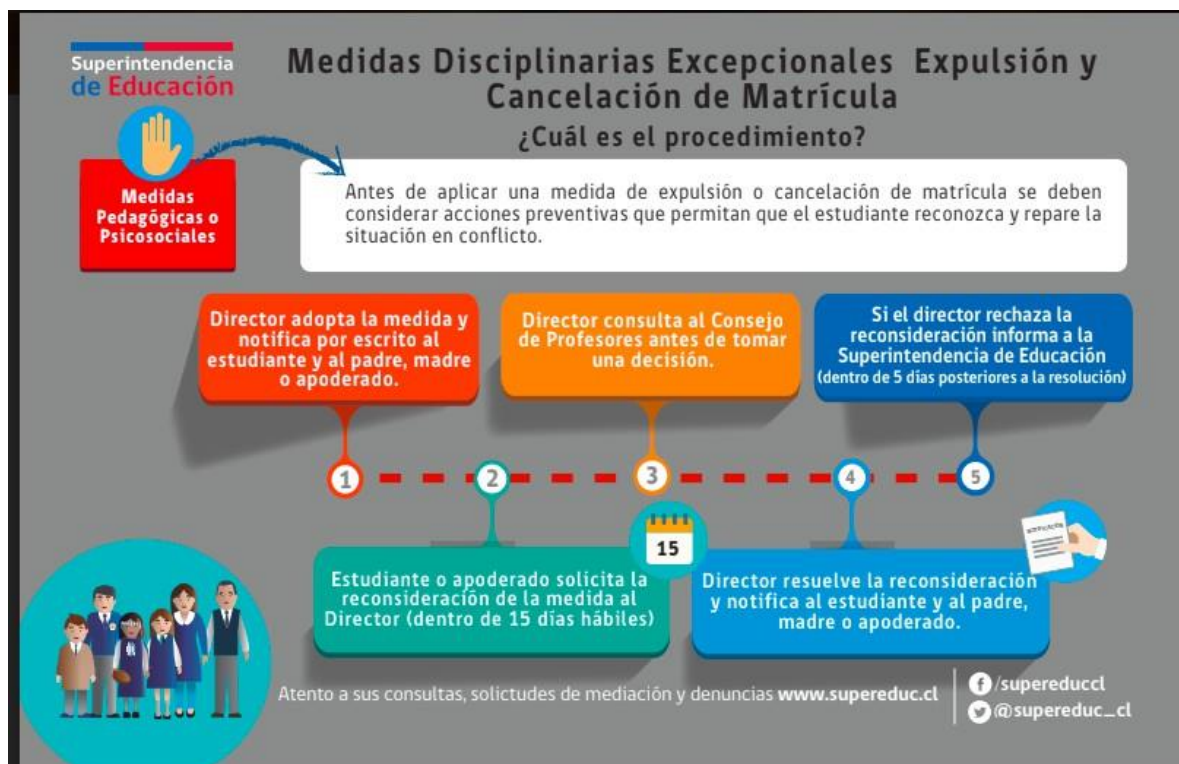 Superintendencia
de Educación
Medidas Disciplinarias Excepcionales Expulsión y
Cancelación de Matrícula
¿Cuál es el procedimiento?
Medidas
Pedagógicas o
Psicosociales
Antes de aplicar una medida de expulsión o cancelación de matrícula se deben
considerar acciones preventivas que permitan que el estudiante reconozca y repare la
situación en conflicto.
Director adopta la medida y
notifica por escrito al
estudiante y al padre, madre
o apoderado.
Director consulta al Consejo
de Profesores antes de tomar
una decisión.
Si el director rechaza la
reconsideración informa a la
Superintendencia de Educación
(dentro de 5 días posteriores a la resolución)
1
2
3
4
5
15
Estudiante o apoderado solicita la
reconsideración de la medida al
Director (dentro de 15 días hábiles)
Director resuelve la reconsideración
y notifica al estudiante y al padre,
madre o apoderado.
Atento a sus consultas, solictudes de mediación y denuncias www.supereduc.cl
/supereduccl
@supereduc_cl